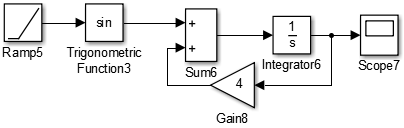 sin
+
+
1
s
4
Ramp5
Trigonometric
Function3
Sum6
Integrator6
Scope7
Gain8